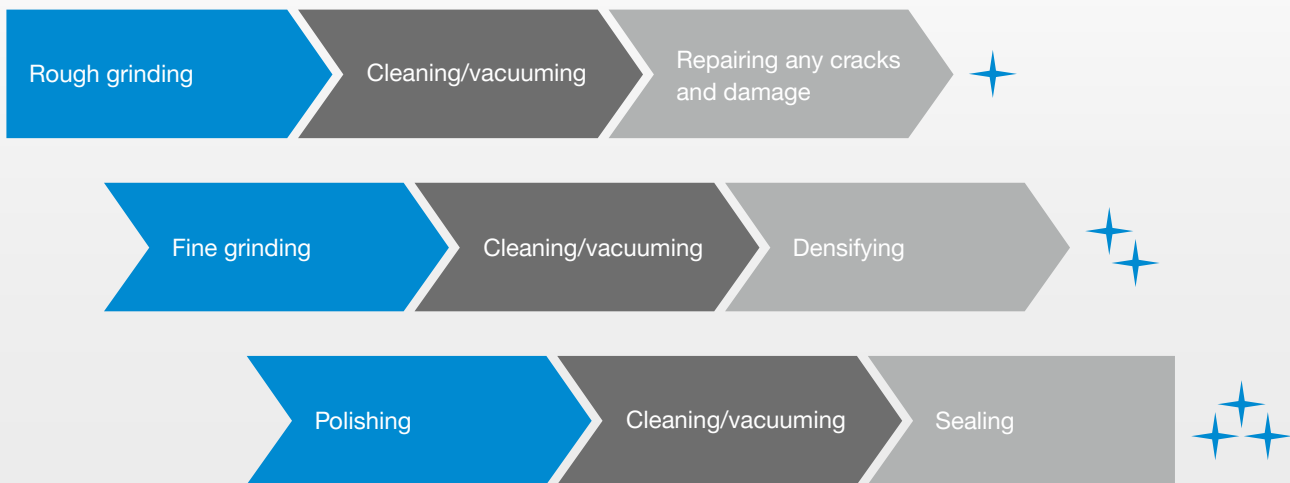 Rough grinding
Cleaning/vacuuming
Repairing any cracks
and damage
Fine grinding
Cleaning/vacuuming
Densifying
Polishing
Cleaning/vacuuming
Sealing